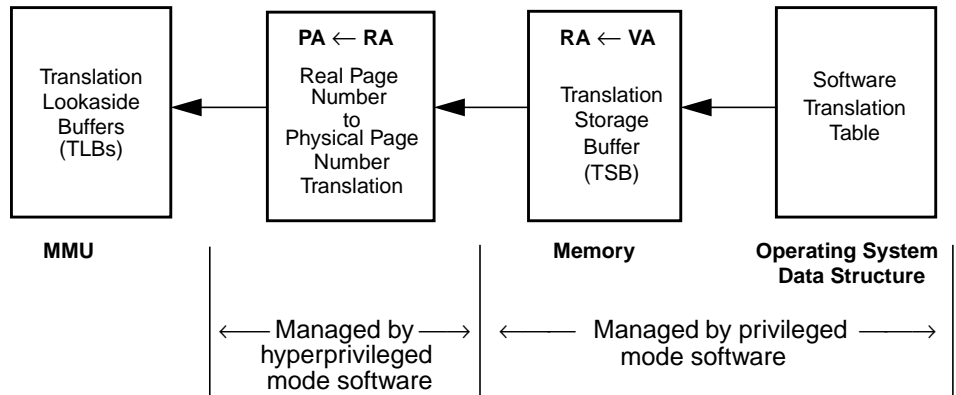 Translation
Lookaside
Buffers
(TLBs)
PA ← RA
Real Page
Number
to
Physical Page
Number
Translation
RA ← VA
Translation
Storage
Buffer
(TSB)
Software
Translation
Table
MMU
Memory
Operating System
Data Structure
Managed by
hyperprivileged
mode software
Managed by privileged
mode software